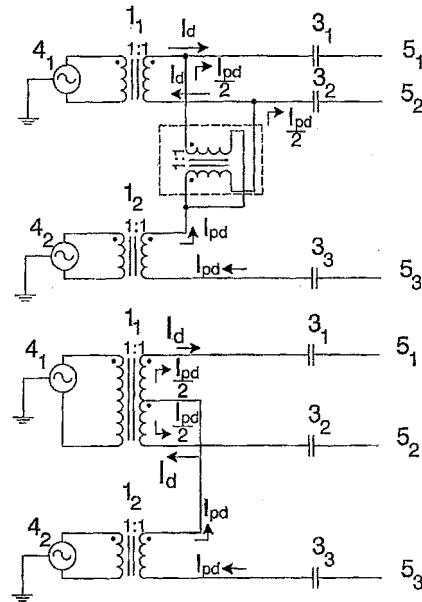 1₁
4₁ 1:1 I_d 3₁ 5₁
I_d I_pd/2 3₂ 5₂
I_pd/2
1:1
1₂
4₂ 1:1 I_pd
I_pd 3₃ 5₃
1₁
4₁ 1:1 I_d 3₁ 5₁
I_pd/2
I_pd/2 3₂ 5₂
I_d
1₂
4₂ 1:1 I_pd
I_pd 3₃ 5₃